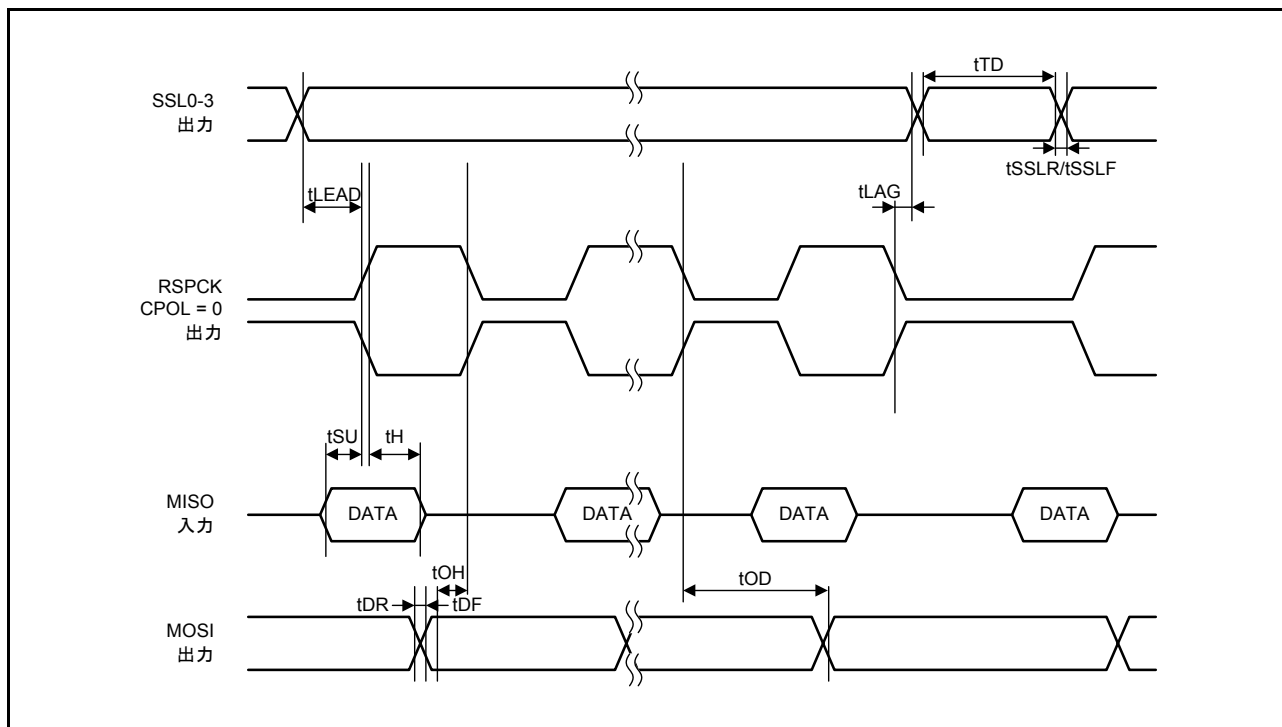 tTD
SSL0-3
出力
tSSLR/tSSLF
tLEAD
tLAG
RSPCK
CPOL = 0
出力
tSU
tH
MISO
入力
DATA
DATA
DATA
DATA
tOH
tOD
tDR
tDF
MOSI
出力